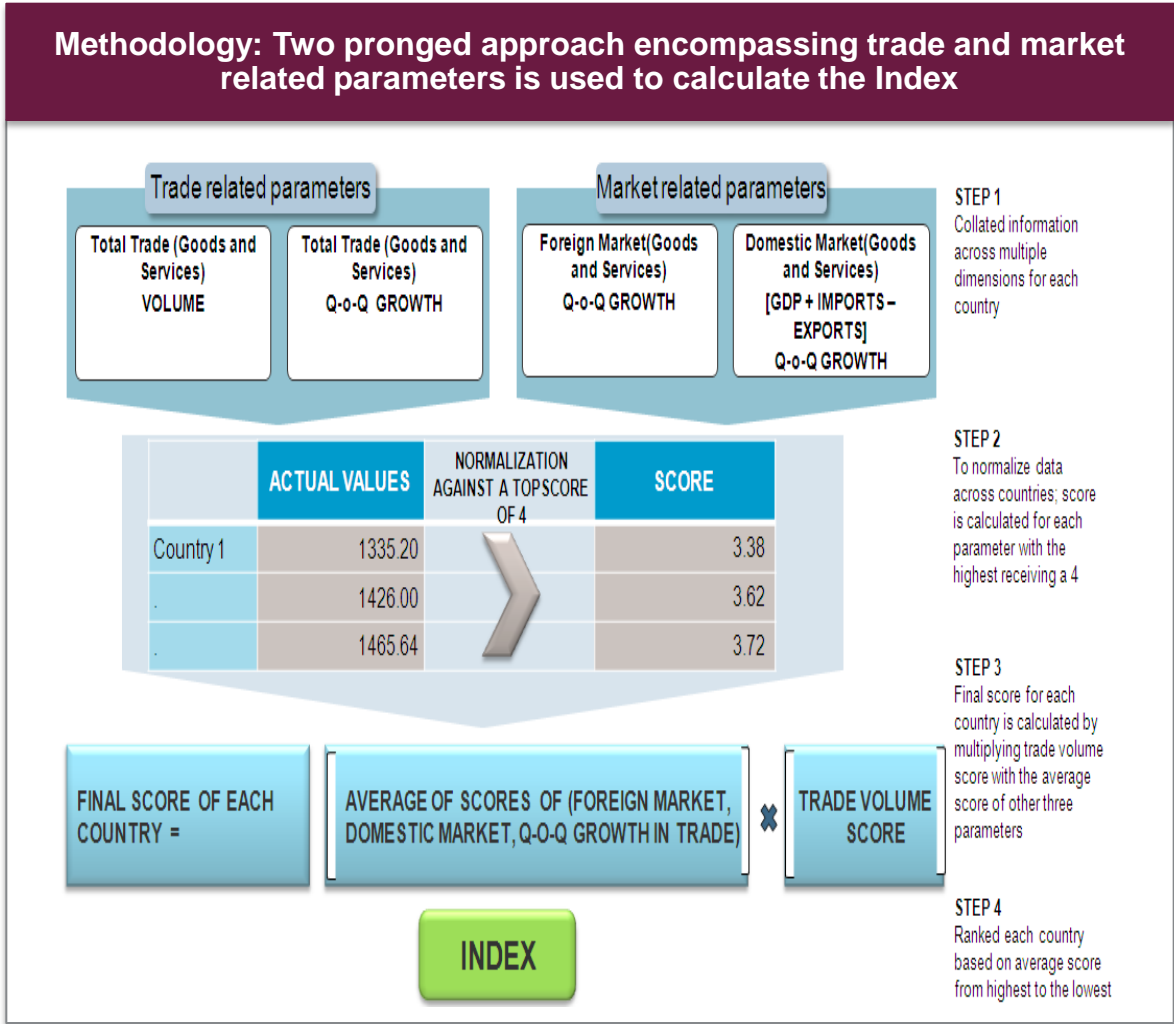 Methodology: Two pronged approach encompassing trade and market
related parameters is used to calculate the Index
Trade related parameters
Total Trade (Goods and
Services)
VOLUME
Total Trade (Goods and
Services)
Q-o-Q GROWTH
Market related parameters
Foreign Market(Goods
and Services)
Q-o-Q GROWTH
Domestic Market(Goods
and Services)
[GDP + IMPORTS –
EXPORTS]
Q-o-Q GROWTH
STEP 1
Collated information
across multiple
dimensions for each
country
ACTUAL VALUES
NORMALIZATION
AGAINST A TOPSCORE
OF 4
SCORE
Country 1 1335.20 3.38
. 1426.00 3.62
. 1465.64 3.72
STEP 2
To normalize data
across countries; score
is calculated for each
parameter with the
highest receiving a 4
STEP 3
Final score for each
country is calculated by
multiplying trade volume
score with the average
score of other three
parameters
FINAL SCORE OF EACH
COUNTRY =
AVERAGE OF SCORES OF (FOREIGN MARKET,
DOMESTIC MARKET, Q-O-Q GROWTH IN TRADE)
×
TRADE VOLUME
SCORE
INDEX
STEP 4
Ranked each country
based on average score
from highest to the lowest